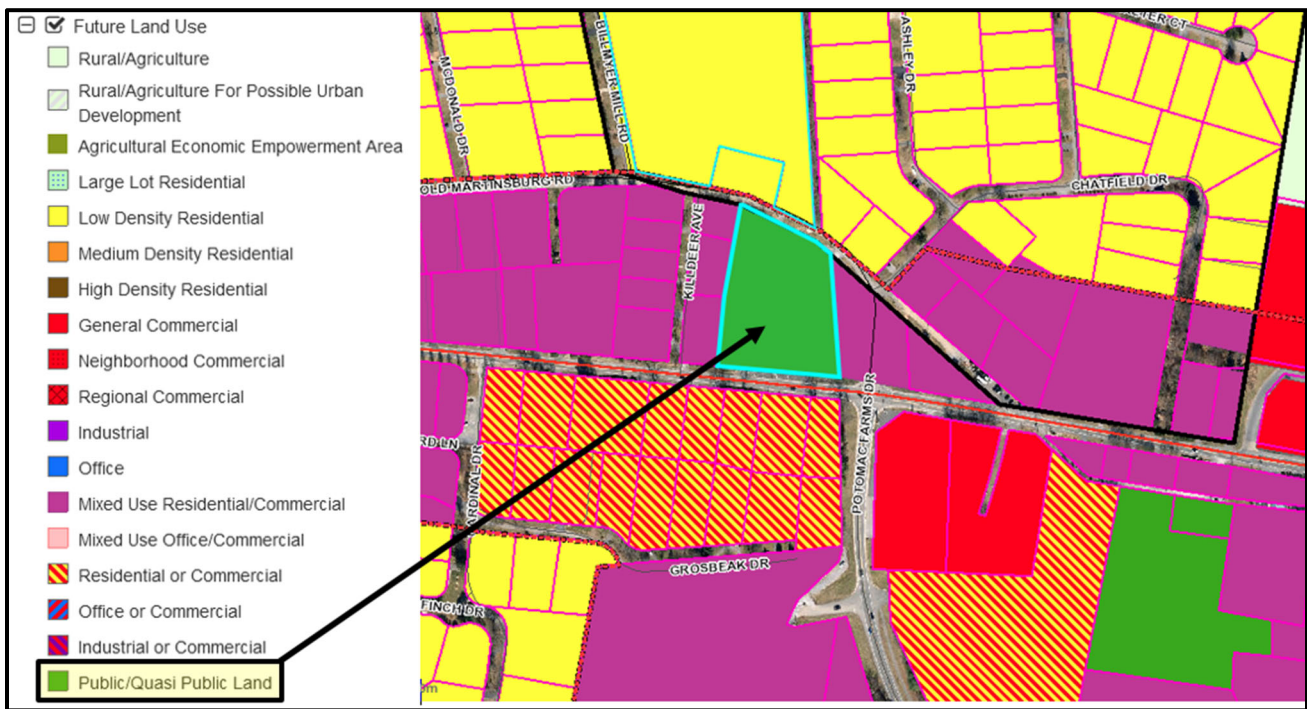 Future Land Use
Rural/Agriculture
Rural/Agriculture For Possible Urban
Development
Agricultural Economic Empowerment Area
Large Lot Residential
Low Density Residential
Medium Density Residential
High Density Residential
General Commercial
Neighborhood Commercial
Regional Commercial
Industrial
Office
Mixed Use Residential/Commercial
Mixed Use Office/Commercial
Residential or Commercial
Office or Commercial
Industrial or Commercial
Public/Quasi Public Land
MCDONALD DR
BILLMYER MILL RD
ASHLEY DR
CT
OLD MARTINSBURG RD
CHATFIELD DR
KILLDEER AVE
POTOMAC FARMS DR
RD LN
ARDINAL DR
GROSBEAK DR
FINCH DR